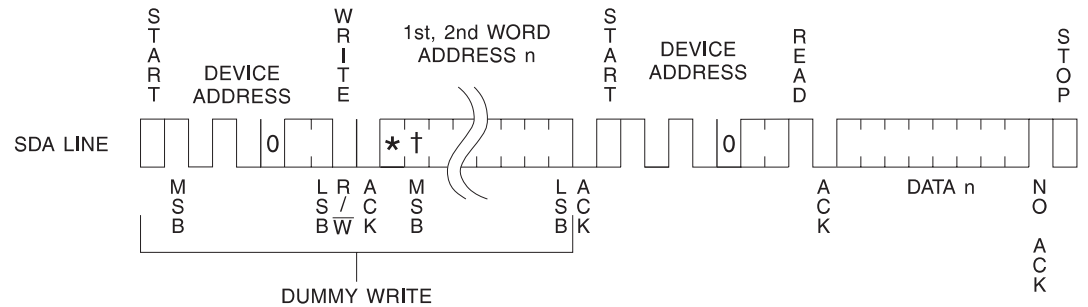 START
WRITE
1st, 2nd WORD
ADDRESS n
START
DEVICE
ADDRESS
READ
STOP
DEVICE
ADDRESS
SDA LINE
0
* †
0
MSB
LSB
R/W̅
ACK
MSB
LSB
ACK
ACK
DATA n
NO ACK
DUMMY WRITE